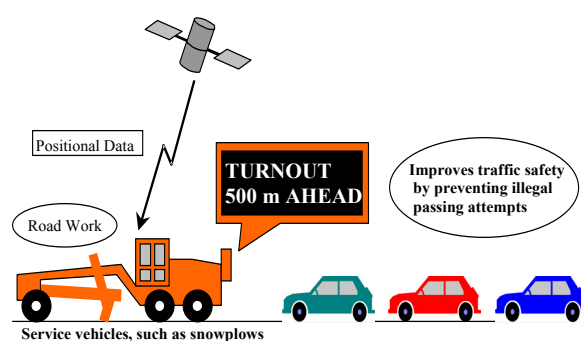 Positional Data
TURNOUT
500 m AHEAD
Improves traffic safety
by preventing illegal
passing attempts
Road Work
Service vehicles, such as snowplows